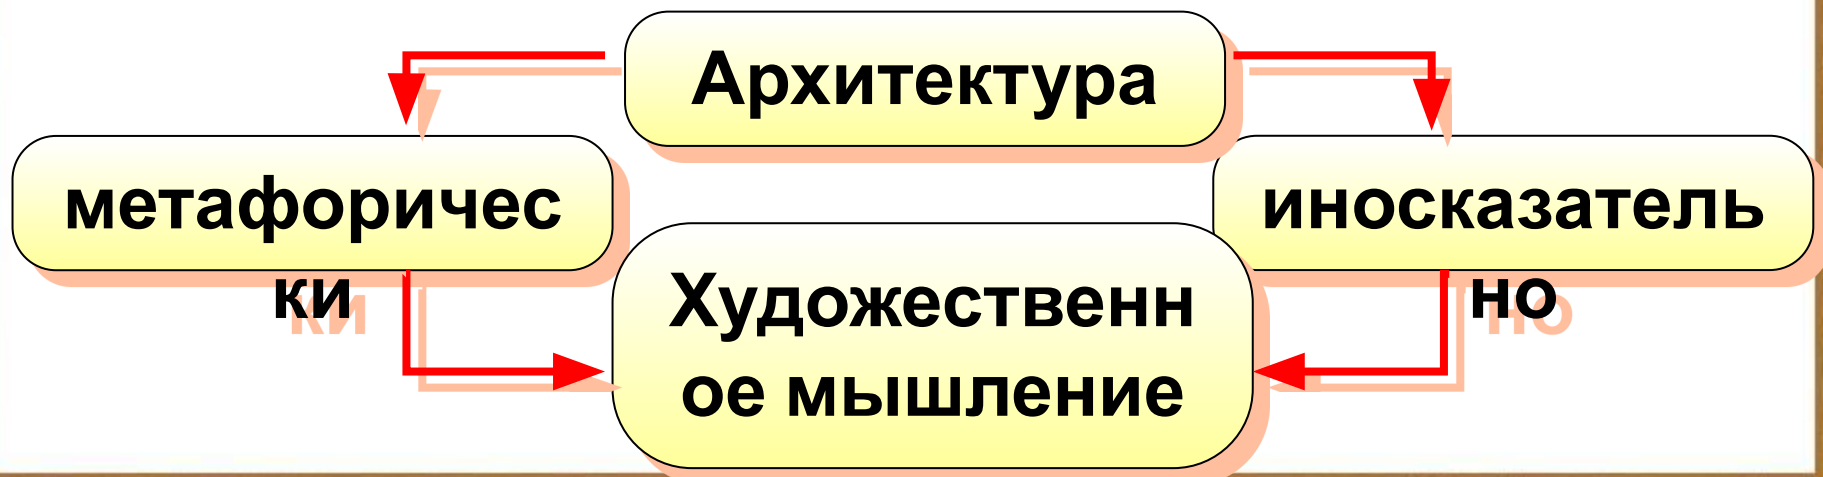 Архитектура
метафоричес
ки
иносказатель
но
Художественн
ое мышление